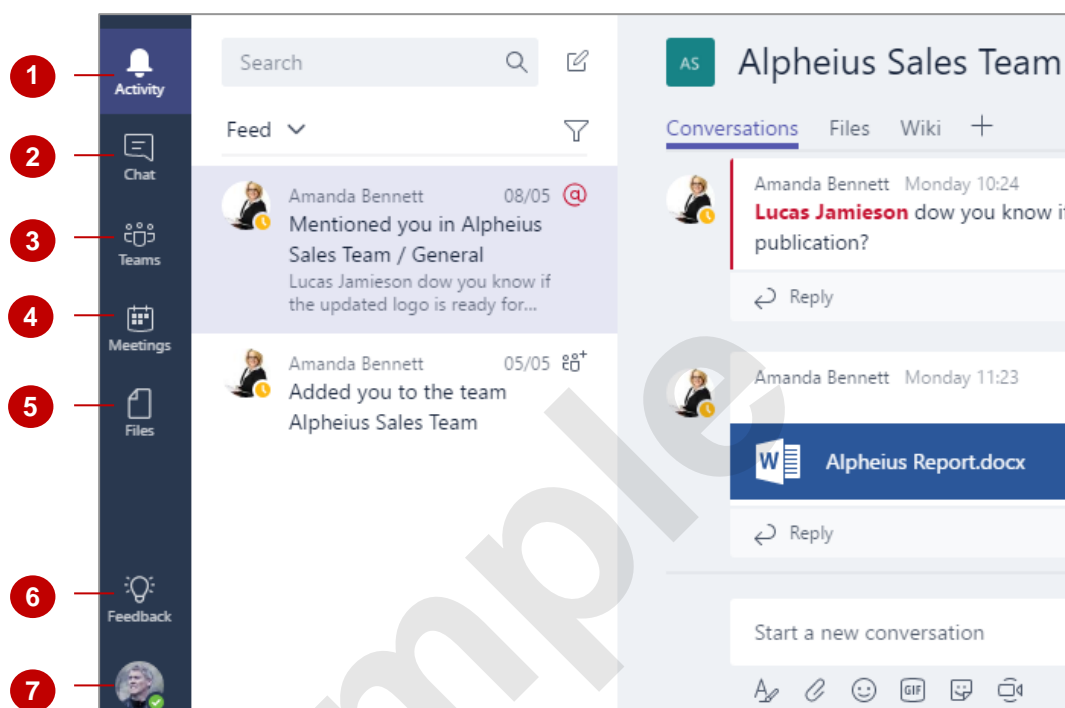 1
Activity
2
Chat
3
Teams
4
Meetings
5
Files
6
Feedback
7
Search
Feed
Amanda Bennett 08/05 @
Mentioned you in Alpheius
Sales Team / General
Lucas Jamieson dow you know if
the updated logo is ready for...
Amanda Bennett 05/05
Added you to the team
Alpheius Sales Team
AS Alpheius Sales Team
Conversations Files Wiki +
Amanda Bennett Monday 10:24
Lucas Jamieson dow you know if
publication?
Reply
Amanda Bennett Monday 11:23
W Alpheius Report.docx
Reply
Start a new conversation
GIF
mple